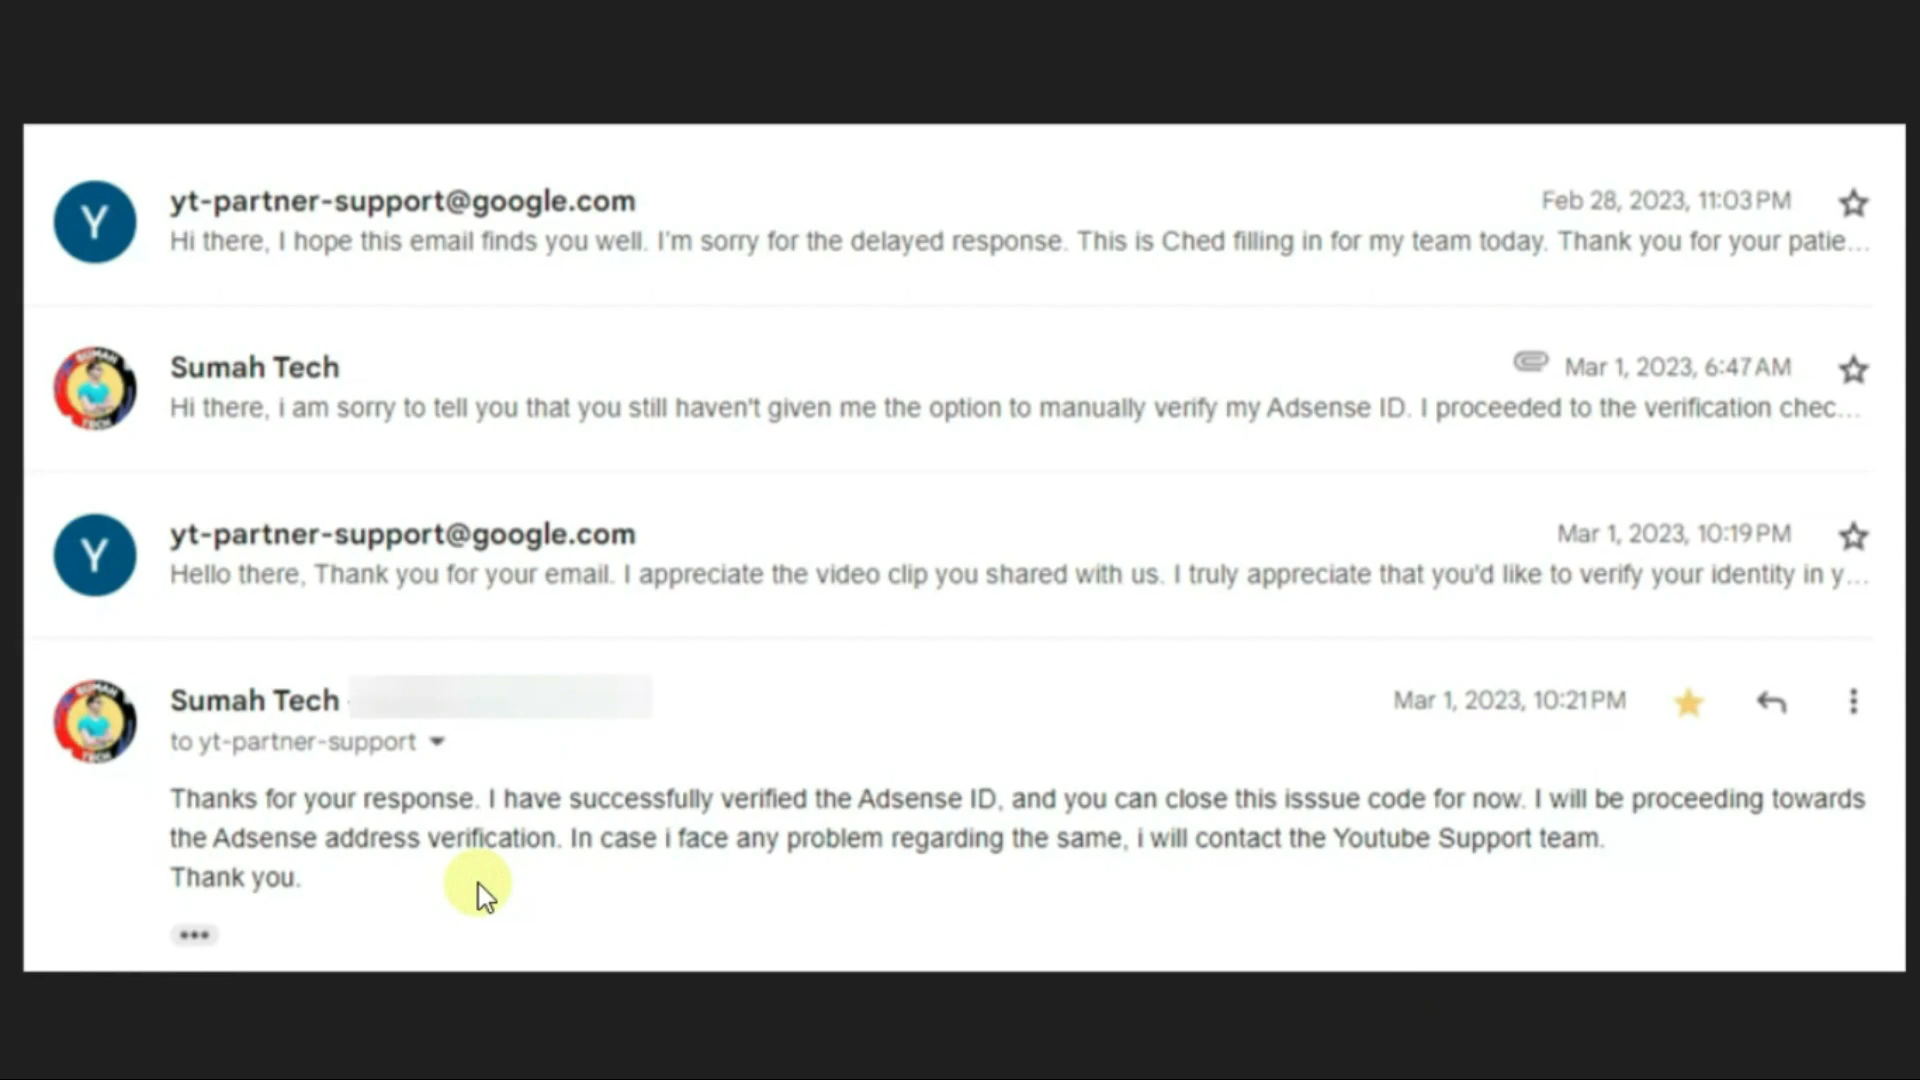 yt-partner-support@google.com
Feb 28, 2023, 11:03 PM
Hi there, I hope this email finds you well. I'm sorry for the delayed response. This is Ched filling in for my team today. Thank you for your patie...
SUMAH
TECH
Sumah Tech
Mar 1, 2023, 6:47 AM
Hi there, i am sorry to tell you that you still haven't given me the option to manually verify my Adsense ID. I proceeded to the verification chec...
Y
yt-partner-support@google.com
Mar 1, 2023, 10:19 PM
Hello there, Thank you for your email. I appreciate the video clip you shared with us. I truly appreciate that you'd like to verify your identity in y...
Y
SUMAH
TECH
Sumah Tech
Mar 1, 2023, 10:21 PM
to yt-partner-support
Thanks for your response. I have successfully verified the Adsense ID, and you can close this isssue code for now. I will be proceeding towards
the Adsense address verification. In case i face any problem regarding the same, i will contact the Youtube Support team.
Thank you.